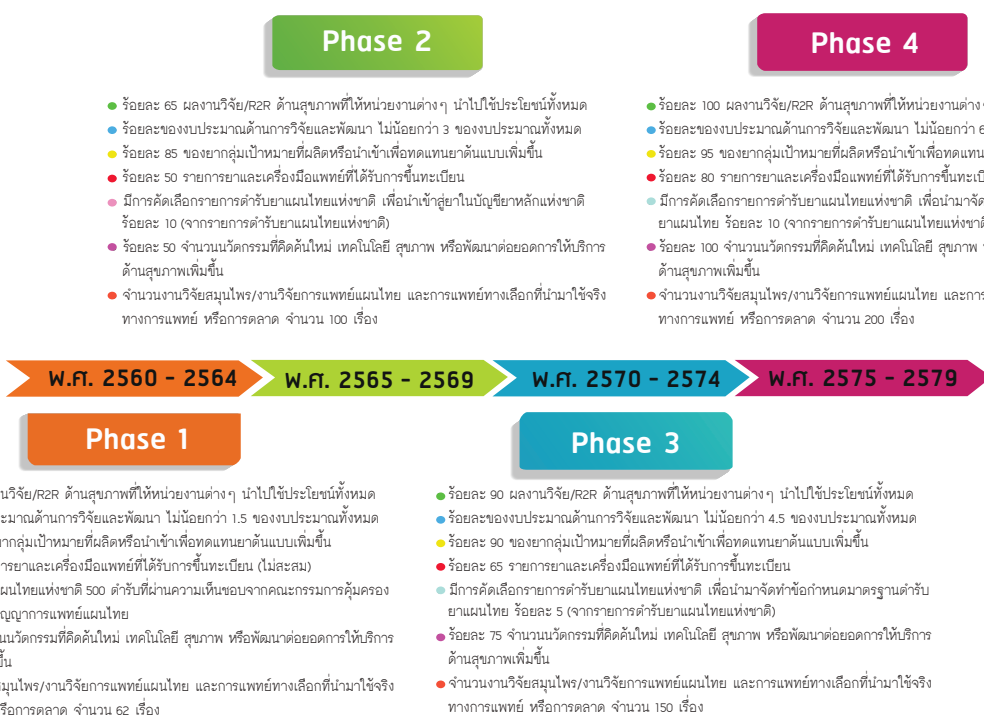 Phase 2
● ร้อยละ 65 ผลงานวิจัย/R2R ด้านสุขภาพที่ให้หน่วยงานต่างๆ นำไปใช้ประโยชน์ทั้งหมด
● ร้อยละของงบประมาณด้านการวิจัยและพัฒนา ไม่น้อยกว่า 3 ของงบประมาณทั้งหมด
● ร้อยละ 85 ของยากลุ่มเป้าหมายที่ผลิตหรือนำเข้าเพื่อทดแทนยาต้นแบบเพิ่มขึ้น
● ร้อยละ 50 รายการยาและเครื่องมือแพทย์ที่ได้รับการขึ้นทะเบียน
● มีการคัดเลือกรายการตำรับยาแผนไทยแห่งชาติ เพื่อนำเข้าสู่ยาในบัญชียาหลักแห่งชาติ
ร้อยละ 10 (จากรายการตำรับยาแผนไทยแห่งชาติ)
● ร้อยละ 50 จำนวนนวัตกรรมที่คิดค้นใหม่ เทคโนโลยี สุขภาพ หรือพัฒนาต่อยอดการให้บริการ
ด้านสุขภาพเพิ่มขึ้น
● จำนวนงานวิจัยสมุนไพร/งานวิจัยการแพทย์แผนไทย และการแพทย์ทางเลือกที่นำมาใช้จริง
ทางการแพทย์ หรือการตลาด จำนวน 100 เรื่อง
Phase 4
● ร้อยละ 100 ผลงานวิจัย/R2R ด้านสุขภาพที่ให้หน่วยงานต่าง
● ร้อยละของงบประมาณด้านการวิจัยและพัฒนา ไม่น้อยกว่า 6
● ร้อยละ 95 ของยากลุ่มเป้าหมายที่ผลิตหรือนำเข้าเพื่อทดแทน
● ร้อยละ 80 รายการยาและเครื่องมือแพทย์ที่ได้รับการขึ้นทะเบี
● มีการคัดเลือกรายการตำรับยาแผนไทยแห่งชาติ เพื่อนำมาจัด
ยาแผนไทย ร้อยละ 10 (จากรายการตำรับยาแผนไทยแห่งชาติ
● ร้อยละ 100 จำนวนนวัตกรรมที่คิดค้นใหม่ เทคโนโลยี สุขภาพ
ด้านสุขภาพเพิ่มขึ้น
● จำนวนงานวิจัยสมุนไพร/งานวิจัยการแพทย์แผนไทย และการ
ทางการแพทย์ หรือการตลาด จำนวน 200 เรื่อง
พ.ศ. 2560 - 2564
พ.ศ. 2565 - 2569
พ.ศ. 2570 - 2574
พ.ศ. 2575 - 2579
Phase 1
นวิจัย/R2R ด้านสุขภาพที่ให้หน่วยงานต่างๆ นำไปใช้ประโยชน์ทั้งหมด
ะมาณด้านการวิจัยและพัฒนา ไม่น้อยกว่า 1.5 ของงบประมาณทั้งหมด
ากลุ่มเป้าหมายที่ผลิตหรือนำเข้าเพื่อทดแทนยาต้นแบบเพิ่มขึ้น
ารยาและเครื่องมือแพทย์ที่ได้รับการขึ้นทะเบียน (ไม่สะสม)
ผนไทยแห่งชาติ 500 ตำรับที่ผ่านความเห็นชอบจากคณะกรรมการคุ้มครอง
ัญญาการแพทย์แผนไทย
นนวัตกรรมที่คิดค้นใหม่ เทคโนโลยี สุขภาพ หรือพัฒนาต่อยอดการให้บริการ
ขึ้น
มุนไพร/งานวิจัยการแพทย์แผนไทย และการแพทย์ทางเลือกที่นำมาใช้จริง
รือการตลาด จำนวน 62 เรื่อง
Phase 3
● ร้อยละ 90 ผลงานวิจัย/R2R ด้านสุขภาพที่ให้หน่วยงานต่างๆ นำไปใช้ประโยชน์ทั้งหมด
● ร้อยละของงบประมาณด้านการวิจัยและพัฒนา ไม่น้อยกว่า 4.5 ของงบประมาณทั้งหมด
● ร้อยละ 90 ของยากลุ่มเป้าหมายที่ผลิตหรือนำเข้าเพื่อทดแทนยาต้นแบบเพิ่มขึ้น
● ร้อยละ 65 รายการยาและเครื่องมือแพทย์ที่ได้รับการขึ้นทะเบียน
● มีการคัดเลือกรายการตำรับยาแผนไทยแห่งชาติ เพื่อนำมาจัดทำข้อกำหนดมาตรฐานตำรับ
ยาแผนไทย ร้อยละ 5 (จากรายการตำรับยาแผนไทยแห่งชาติ)
● ร้อยละ 75 จำนวนนวัตกรรมที่คิดค้นใหม่ เทคโนโลยี สุขภาพ หรือพัฒนาต่อยอดการให้บริการ
ด้านสุขภาพเพิ่มขึ้น
● จำนวนงานวิจัยสมุนไพร/งานวิจัยการแพทย์แผนไทย และการแพทย์ทางเลือกที่นำมาใช้จริง
ทางการแพทย์ หรือการตลาด จำนวน 150 เรื่อง